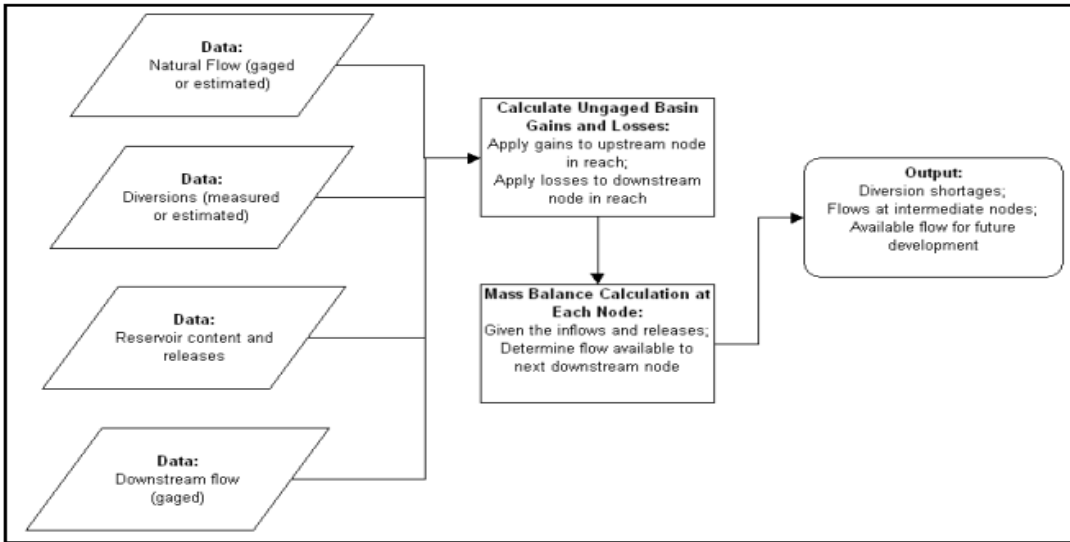 Data:
Natural Flow (gaged
or estimated)
Data:
Diversions (measured
or estimated)
Data:
Reservoir content and
releases
Data:
Downstream flow
(gaged)
Calculate Ungaged Basin
Gains and Losses:
Apply gains to upstream node
in reach;
Apply losses to downstream
node in reach
Mass Balance Calculation at
Each Node:
Given the inflows and releases;
Determine flow available to
next downstream node
Output:
Diversion shortages;
Flows at intermediate nodes;
Available flow for future
development